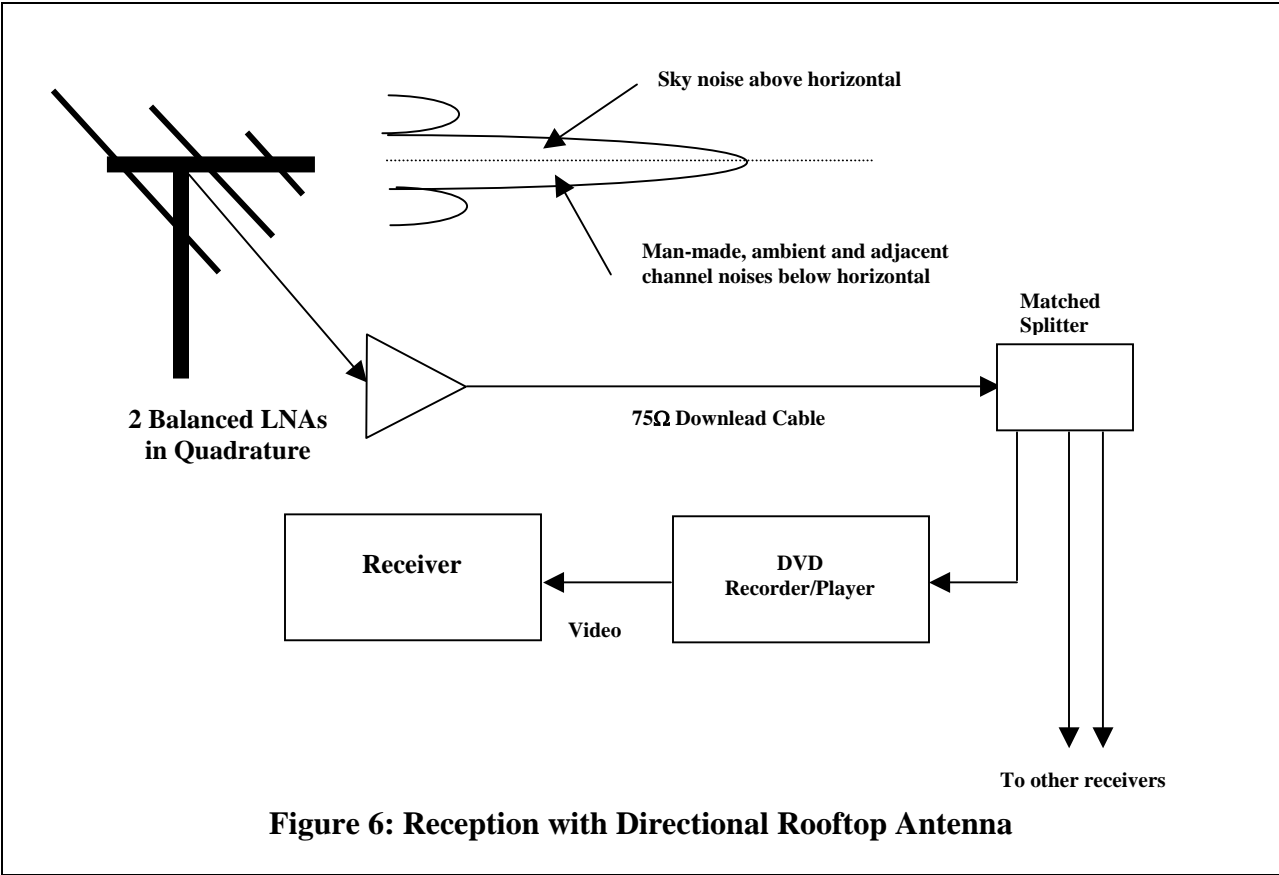 Sky noise above horizontal
Man-made, ambient and adjacent
channel noises below horizontal
Matched
Splitter
2 Balanced LNAs
in Quadrature
75Ω Downlead Cable
Receiver
DVD
Recorder/Player
Video
To other receivers
Figure 6: Reception with Directional Rooftop Antenna